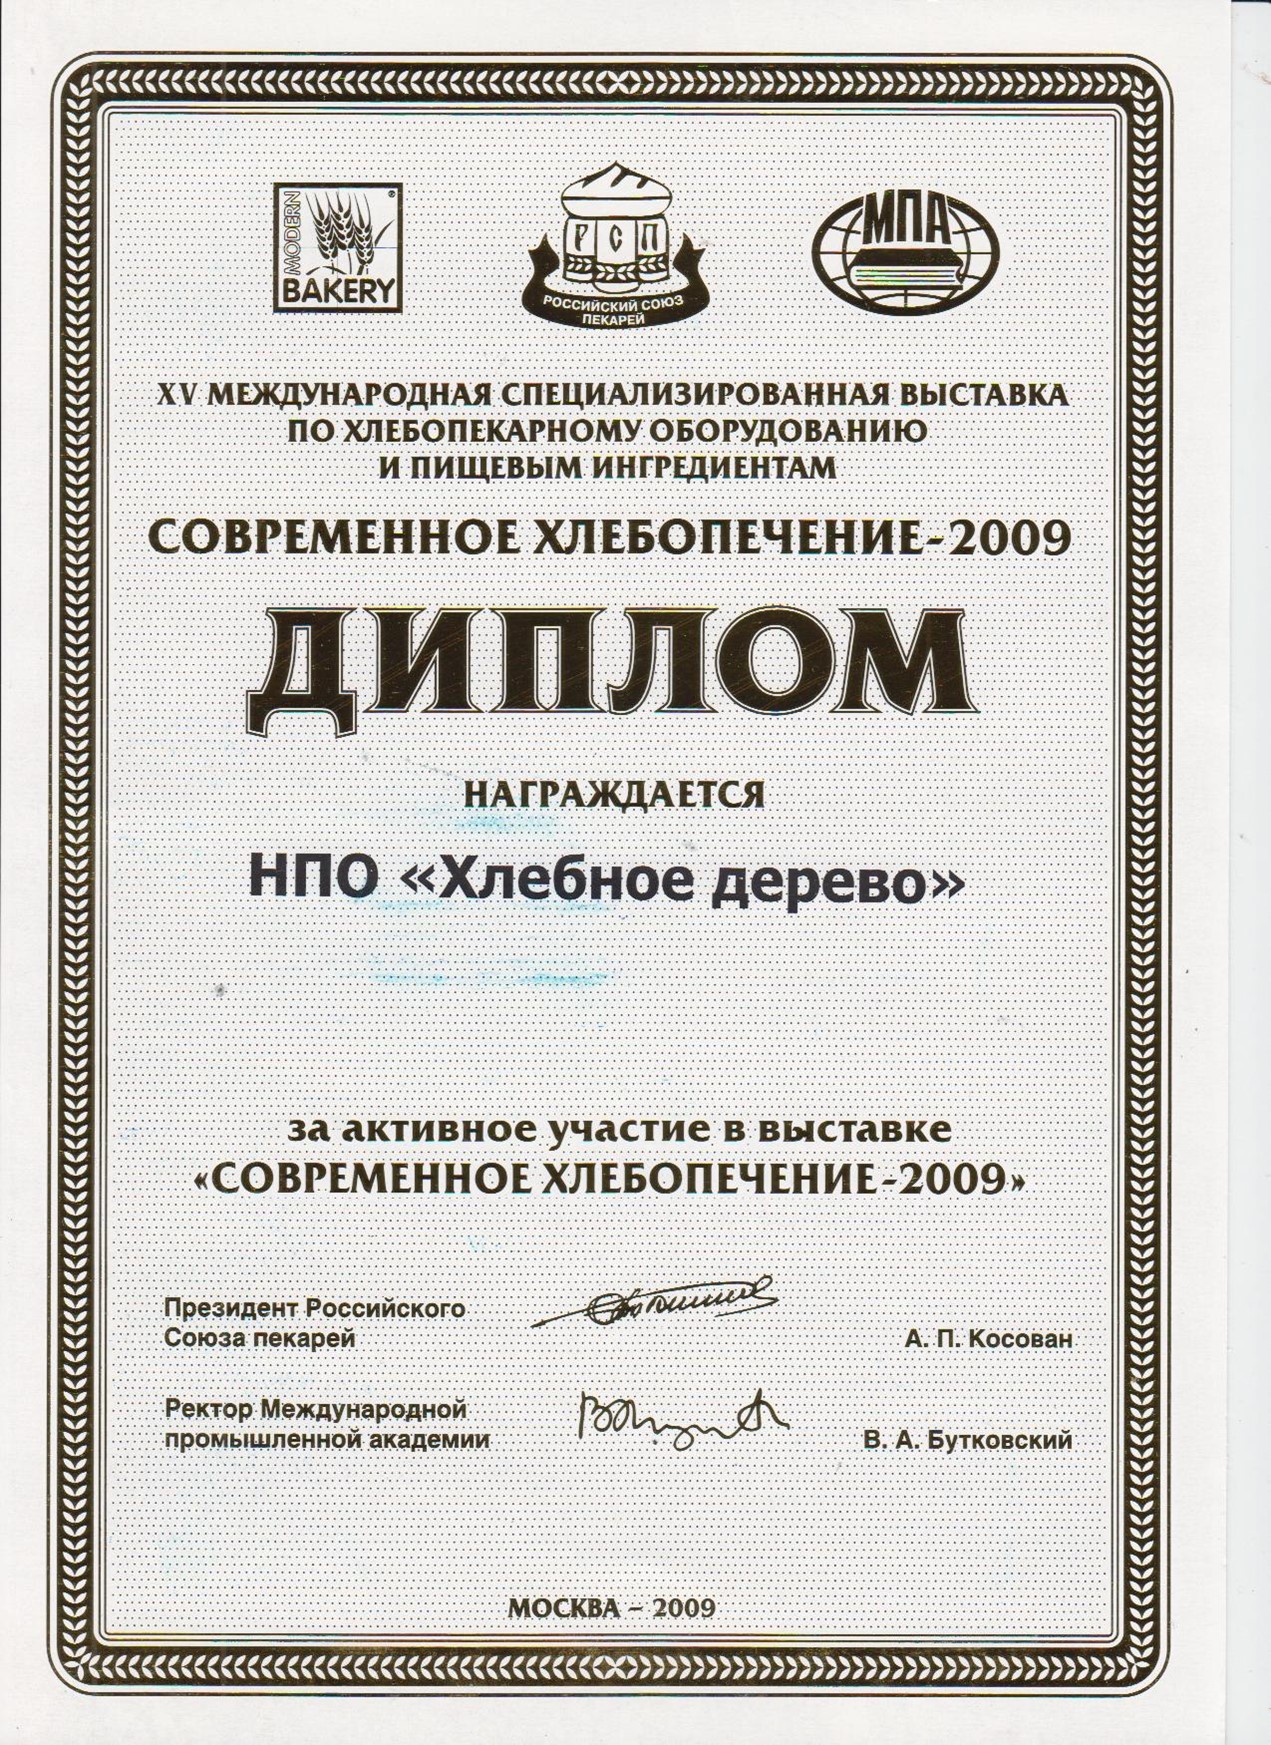 MODERN
BAKERY
РСП
РОССИЙСКИЙ СОЮЗ
ПЕКАРЕЙ
МПА
XV МЕЖДУНАРОДНАЯ СПЕЦИАЛИЗИРОВАННАЯ ВЫСТАВКА
ПО ХЛЕБОПЕКАРНОМУ ОБОРУДОВАНИЮ
И ПИЩЕВЫМ ИНГРЕДИЕНТАМ
СОВРЕМЕННОЕ ХЛЕБОПЕЧЕНИЕ-2009
ДИПЛОМ
НАГРАЖДАЕТСЯ
НПО «Хлебное дерево»
за активное участие в выставке
«СОВРЕМЕННОЕ ХЛЕБОПЕЧЕНИЕ-2009»
Президент Российского
Союза пекарей
А. П. Косован
Ректор Международной
промышленной академии
В. А. Бутковский
МОСКВА – 2009